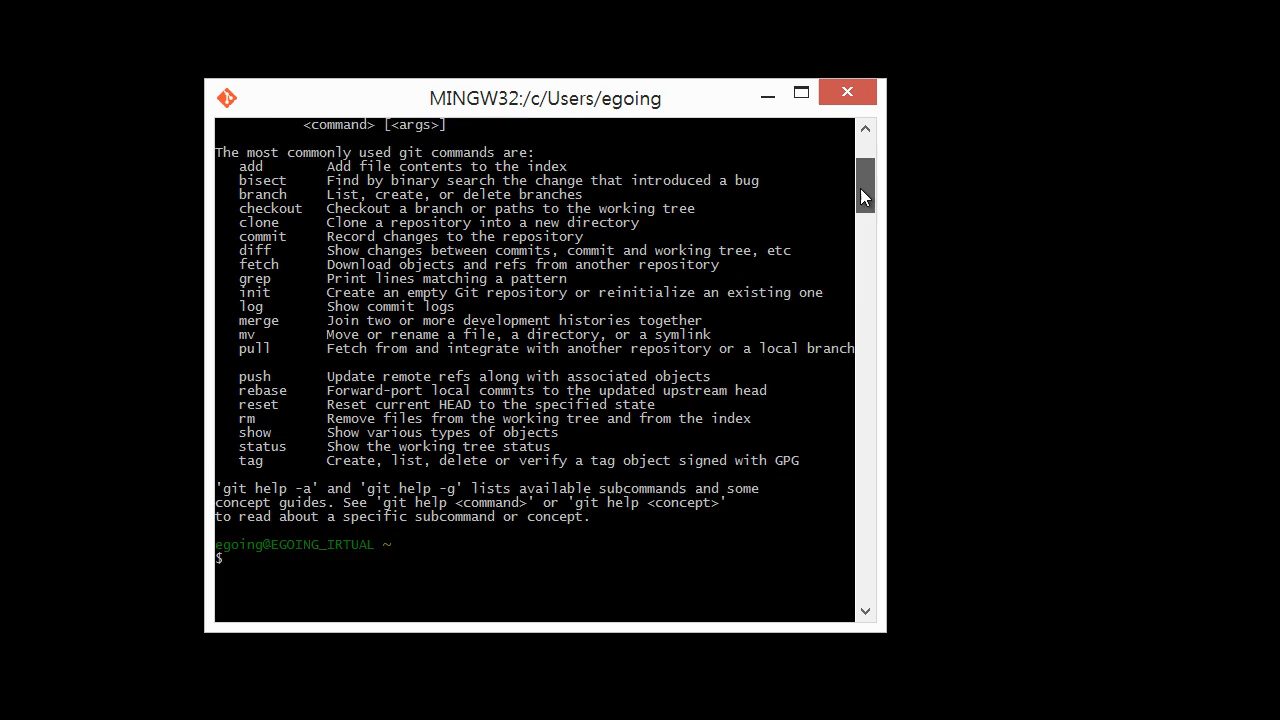 MINGW32:/c/Users/egoing
<command> [<args>]
The most commonly used git commands are:
add Add file contents to the index
bisect Find by binary search the change that introduced a bug
branch List, create, or delete branches
checkout Checkout a branch or paths to the working tree
clone Clone a repository into a new directory
commit Record changes to the repository
diff Show changes between commits, commit and working tree, etc
fetch Download objects and refs from another repository
grep Print lines matching a pattern
init Create an empty Git repository or reinitialize an existing one
log Show commit logs
merge Join two or more development histories together
mv Move or rename a file, a directory, or a symlink
pull Fetch from and integrate with another repository or a local branch
push Update remote refs along with associated objects
rebase Forward-port local commits to the updated upstream head
reset Reset current HEAD to the specified state
rm Remove files from the working tree and from the index
show Show various types of objects
status Show the working tree status
tag Create, list, delete or verify a tag object signed with GPG
'git help -a' and 'git help -g' lists available subcommands and some
concept guides. See 'git help <command>' or 'git help <concept>'
to read about a specific subcommand or concept.
egoing@EGOING_IRTUAL ~
$